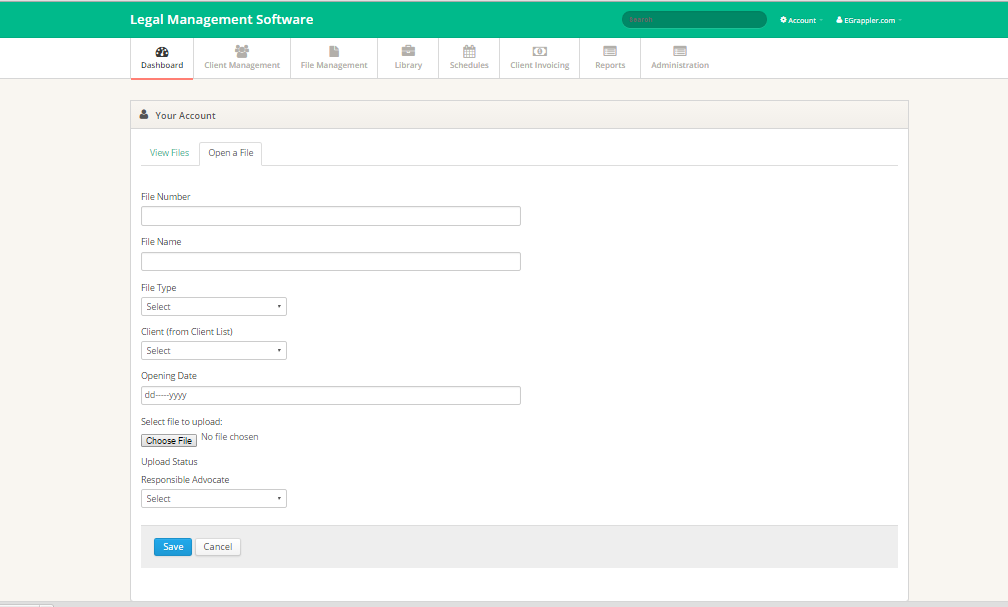 Legal Management Software
Search
Account
EGrappler.com
Dashboard
Client Management
File Management
Library
Schedules
Client Invoicing
Reports
Administration
Your Account
View Files
Open a File
File Number
File Name
File Type
Select
Client (from Client List)
Select
Opening Date
dd-----yyyy
Select file to upload:
Choose File No file chosen
Upload Status
Responsible Advocate
Select
Save
Cancel